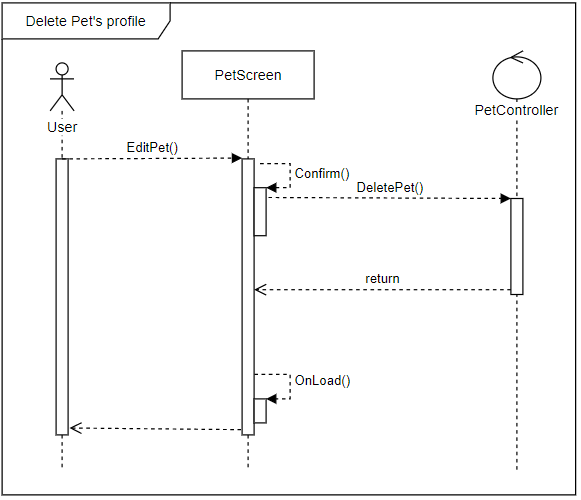 Delete Pet's profile
PetScreen
PetController
User
EditPet()
Confirm()
DeletePet()
return
OnLoad()